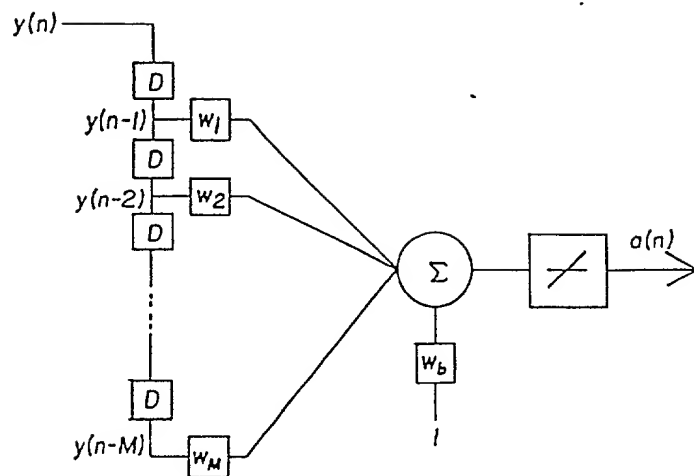 y(n)
D
y(n-1)
w1
D
y(n-2)
w2
D
Σ
a(n)
wb
D
1
y(n-M)
wM